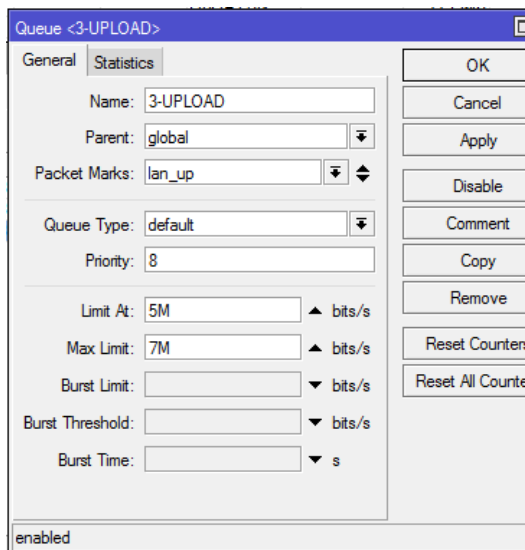 Queue <3-UPLOAD>
General Statistics
Name: 3-UPLOAD
Parent: global
Packet Marks: lan_up
Queue Type: default
Priority: 8
Limit At: 5M bits/s
Max Limit: 7M bits/s
Burst Limit: bits/s
Burst Threshold: bits/s
Burst Time: s
enabled
OK
Cancel
Apply
Disable
Comment
Copy
Remove
Reset Counters
Reset All Counte